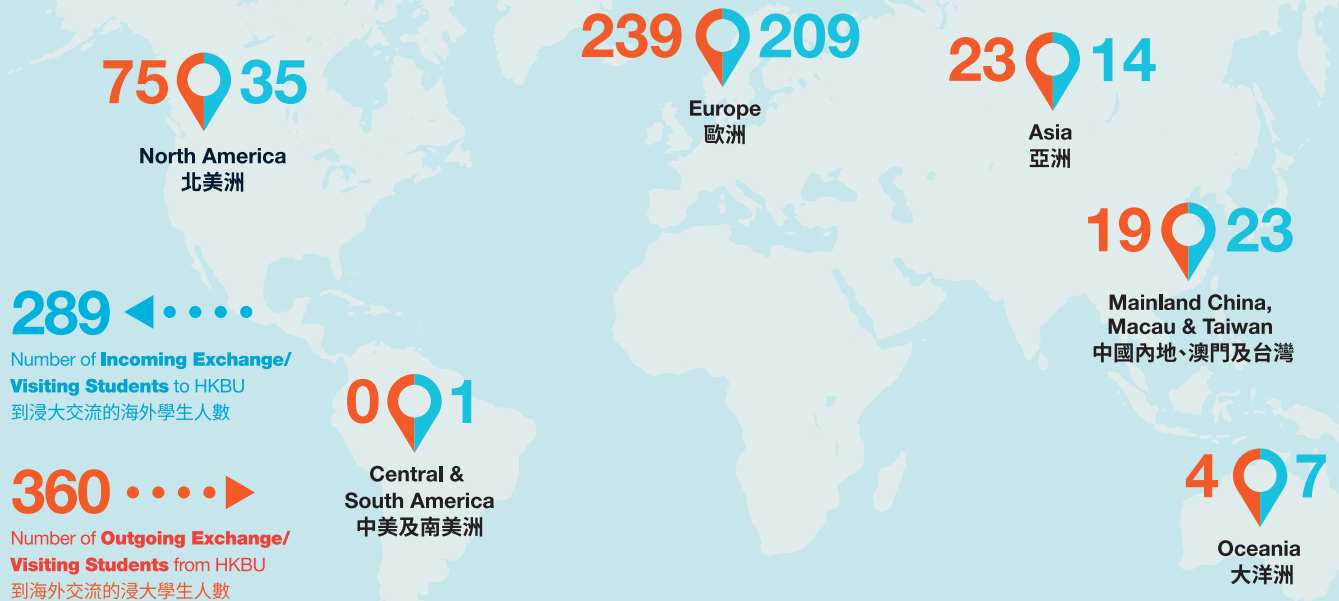 239 209
75 35
23 14
Europe
歐洲
Asia
亞洲
North America
北美洲
19 23
Mainland China,
Macau & Taiwan
中國內地、澳門及台灣
289
Number of Incoming Exchange/
Visiting Students to HKBU
到浸大交流的海外學生人數
0 1
Central &
South America
中美及南美洲
4 7
Oceania
大洋洲
360
Number of Outgoing Exchange/
Visiting Students from HKBU
到海外交流的浸大學生人數